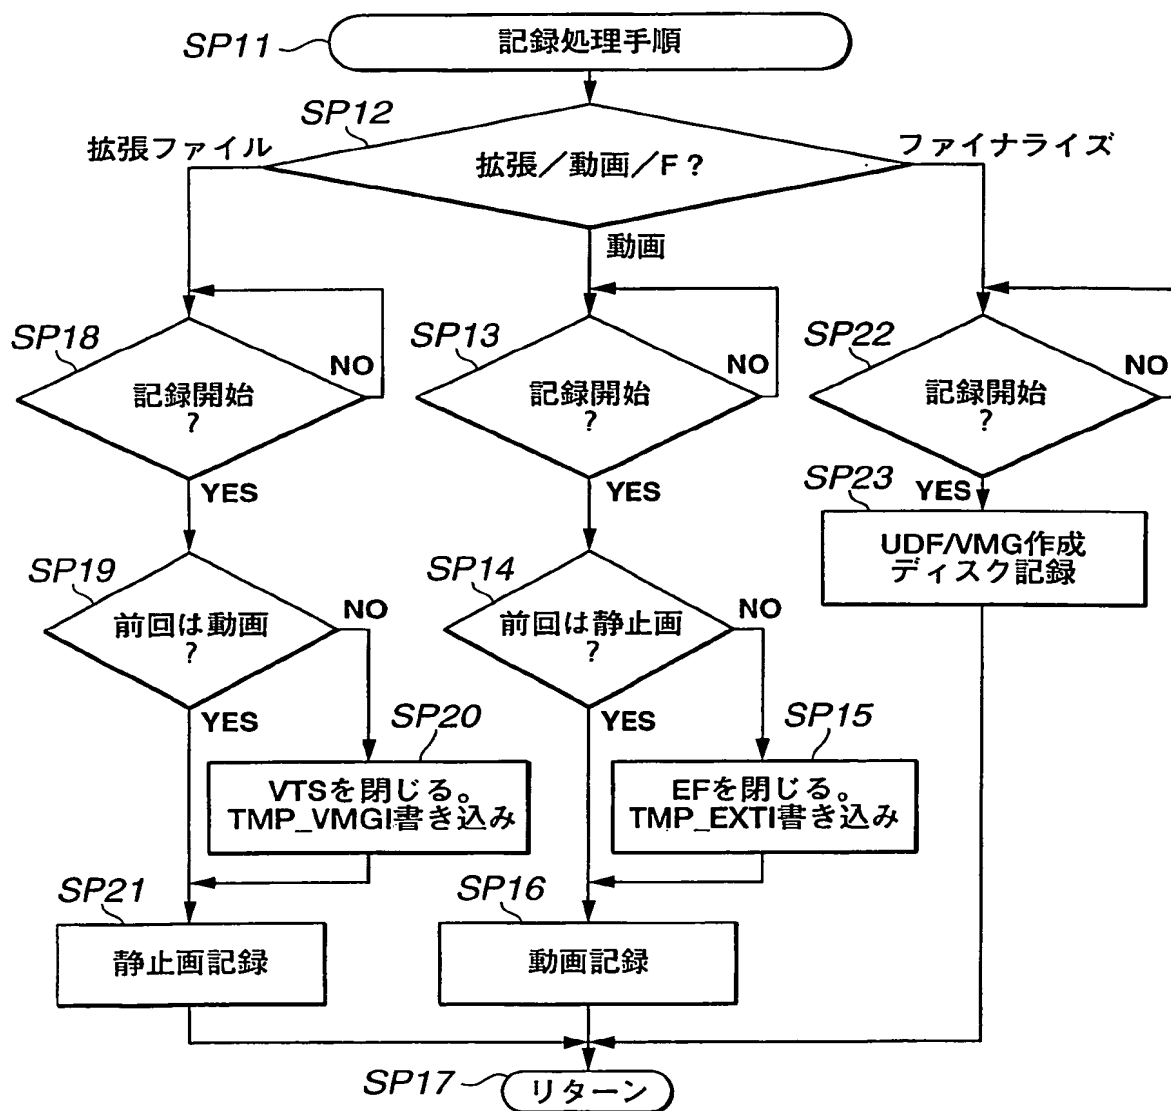 SP11
記録処理手順
SP12
拡張ファイル
拡張／動画／F？
ファイナライズ
動画
SP18
記録開始
?
NO
YES
SP13
記録開始
?
NO
YES
SP22
記録開始
?
NO
YES
SP23
UDF/VMG作成
ディスク記録
SP19
前回は動画
?
NO
YES
SP14
前回は静止画
?
NO
YES
SP20
VTSを閉じる。
TMP_VMGI書き込み
SP15
EFを閉じる。
TMP_EXTI書き込み
SP21
静止画記録
SP16
動画記録
SP17
リターン